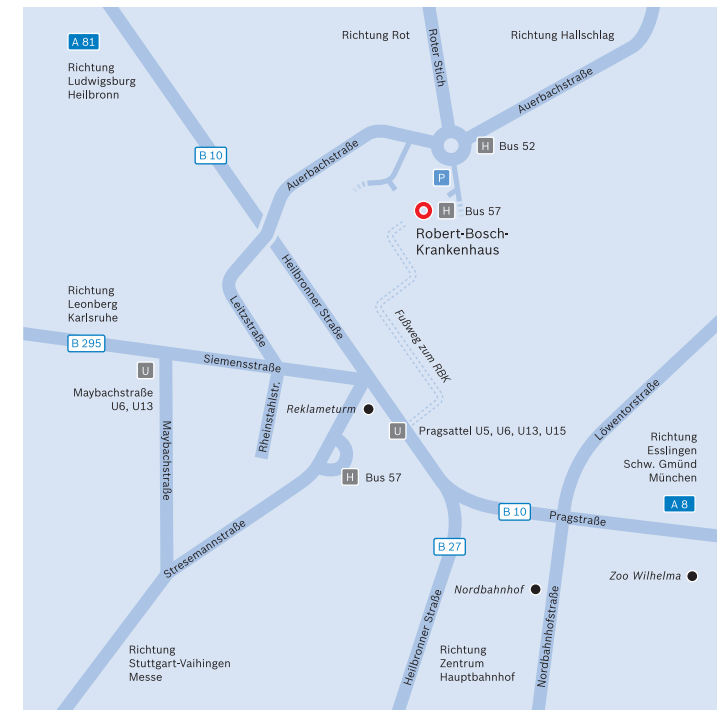 Richtung Rot
Richtung Hallschlag
A 81
Richtung
Ludwigsburg
Heilbronn
Roter Stich
Auerbachstraße
B 10
Auerbachstraße
H Bus 52
P
H Bus 57
Robert-Bosch-
Krankenhaus
Richtung
Leonberg
Karlsruhe
Leitzstraße
Heilbronner Straße
Fußweg zum RBK
B 295
Siemensstraße
U
Maybachstraße
U6, U13
Rheinstahlstr.
Reklameturm
U Pragsattel U5, U6, U13, U15
Löwentorstraße
Richtung
Esslingen
Schw. Gmünd
München
A 8
Maybachstraße
H Bus 57
B 10
Pragstraße
Stresemannstraße
B 27
Nordbahnhof
Zoo Wilhelma
Heilbronner Straße
Nordbahnhofstraße
Richtung
Stuttgart-Vaihingen
Messe
Richtung
Zentrum
Hauptbahnhof